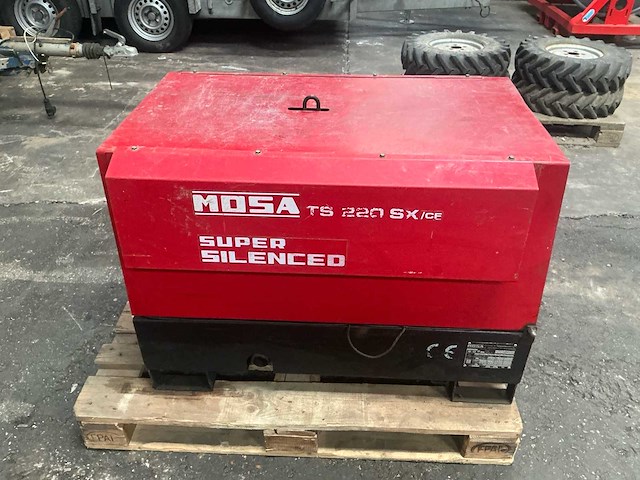 MOSA TS 220 SX/CE
SUPER
SILENCED
CE
MOSA